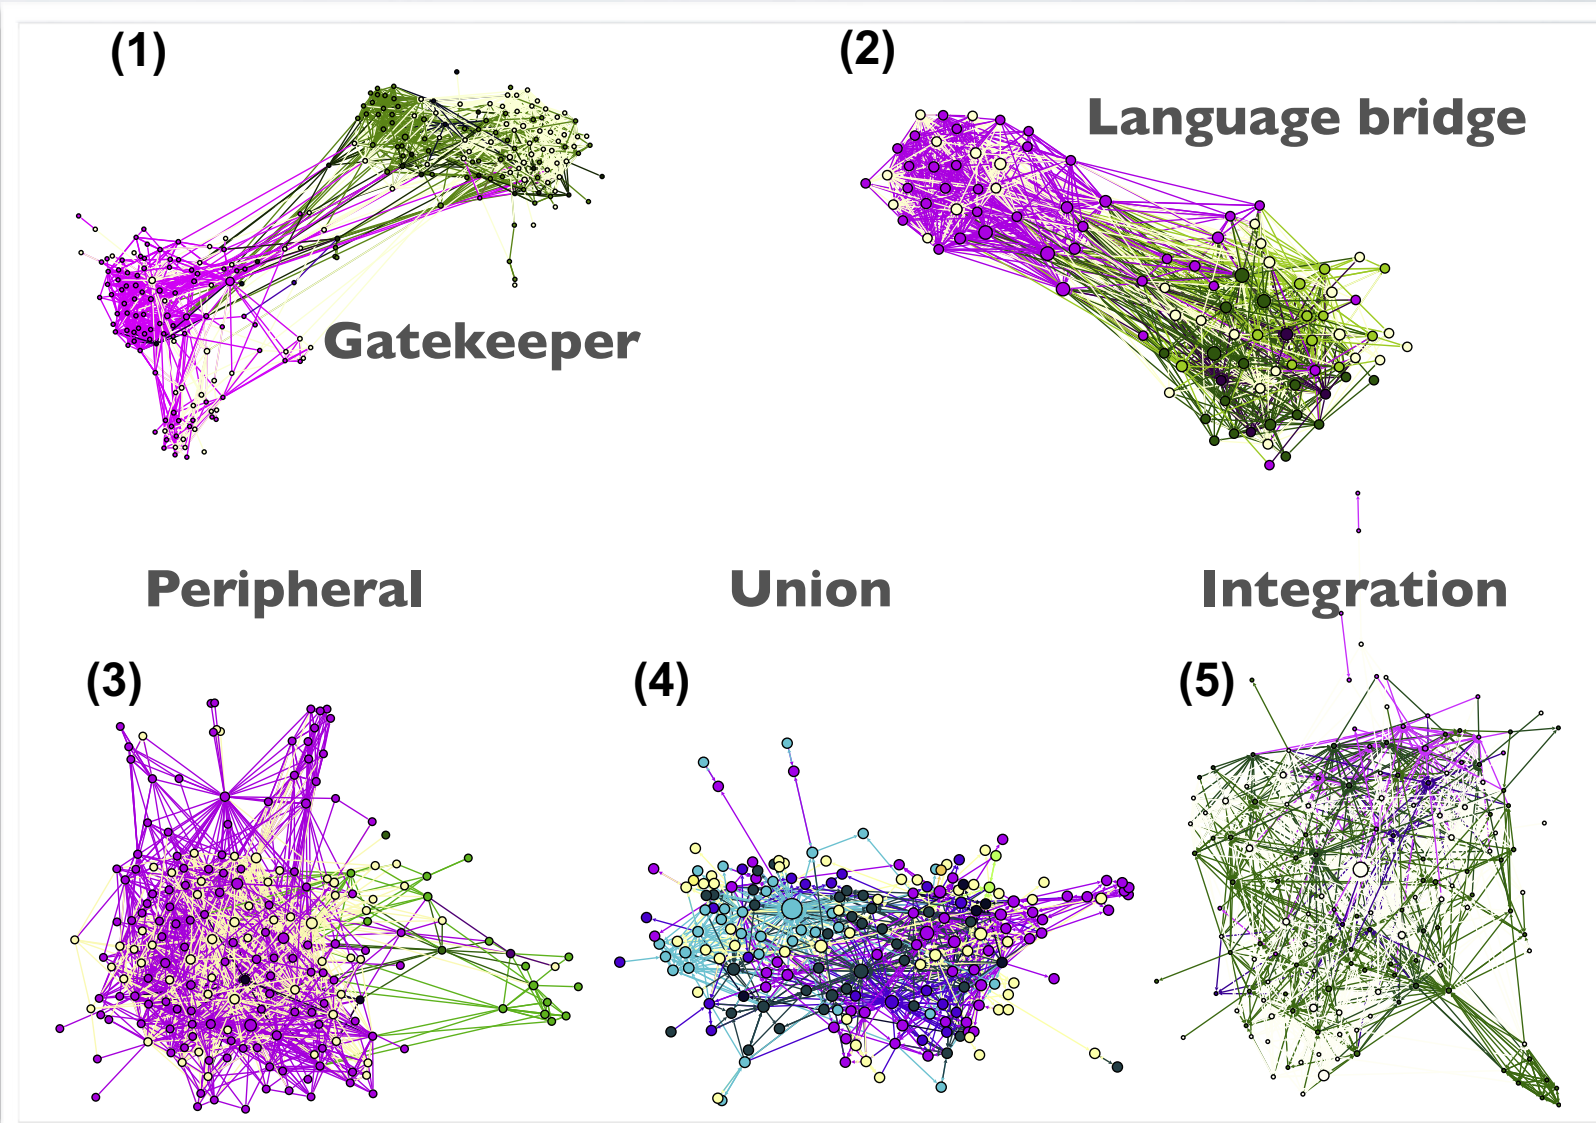 (1)
(2)
Language bridge
Gatekeeper
Peripheral
Union
Integration
(3)
(4)
(5)